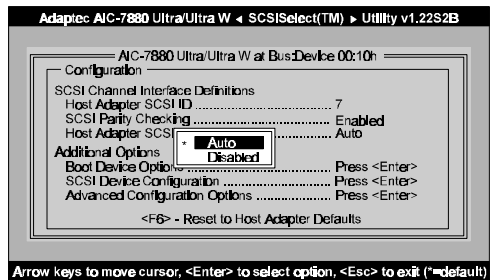 Adaptec AIC-7880 Ultra/Ultra W ◂ SCSISelect(TM) ▸ Utility v1.22S2B
AIC-7880 Ultra/Ultra W at Bus:Device 00:10h
Configuration
SCSI Channel Interface Definitions
Host Adapter SCSI ID ........................ 7
SCSI Parity Checking ........................ Enabled
Host Adapter SCSI ........................ Auto
* Auto
Disabled
Additional Options
Boot Device Options ........................ Press <Enter>
SCSI Device Configuration ........................ Press <Enter>
Advanced Configuration Options ........................ Press <Enter>
<F6> - Reset to Host Adapter Defaults
Arrow keys to move cursor, <Enter> to select option, <Esc> to exit (*=default)